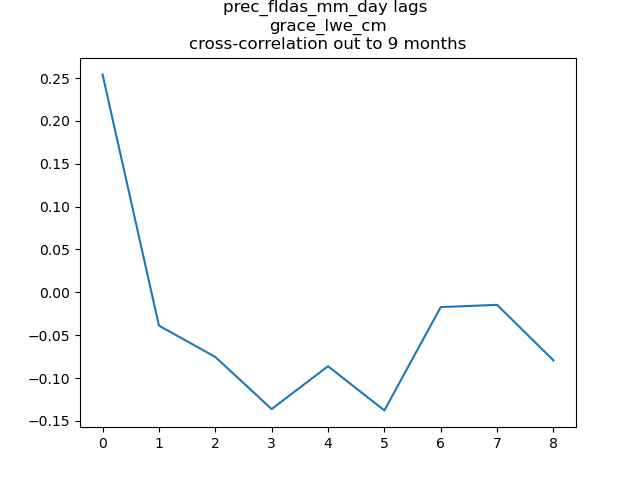 prec_fldas_mm_day lags
grace_lwe_cm
cross-correlation out to 9 months
0.25
0.20
0.15
0.10
0.05
0.00
−0.05
−0.10
−0.15
0 1 2 3 4 5 6 7 8